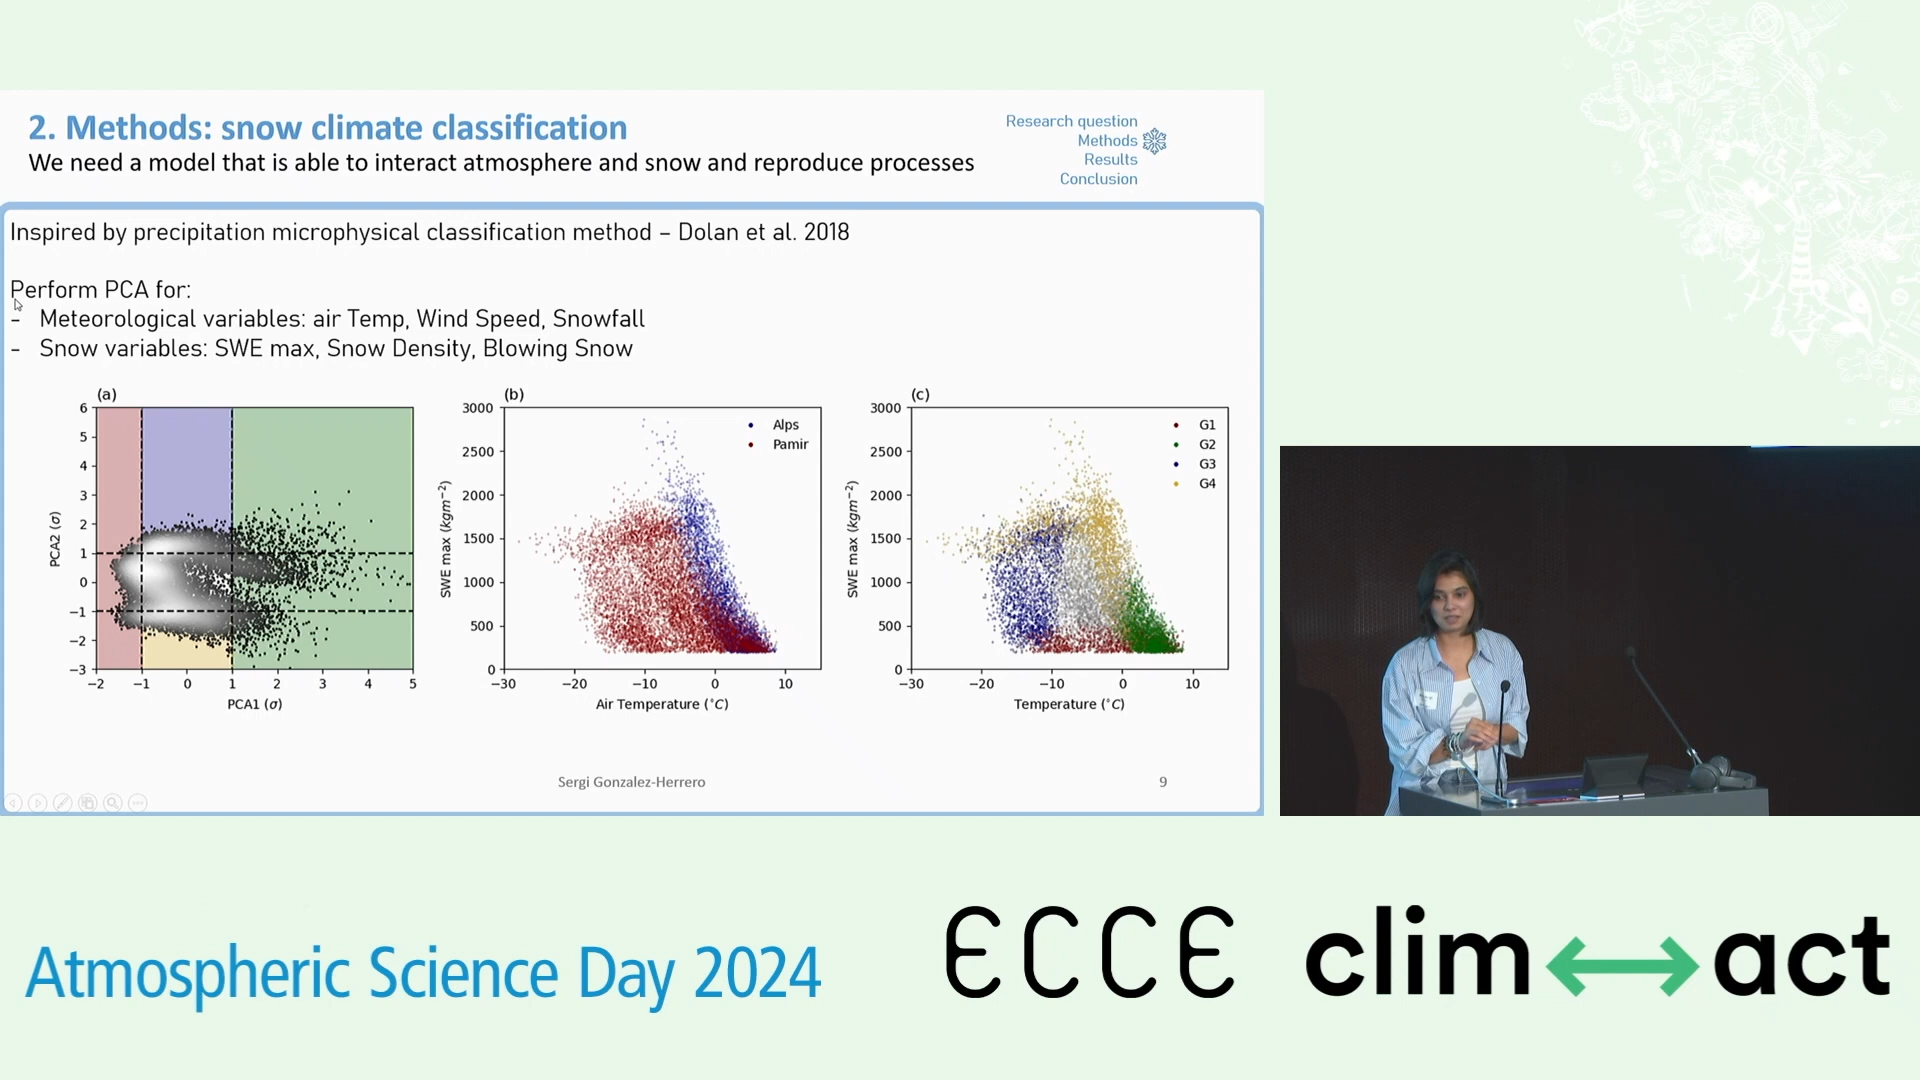 2. Methods: snow climate classification
We need a model that is able to interact atmosphere and snow and reproduce processes
Research question
Methods
Results
Conclusion
Inspired by precipitation microphysical classification method – Dolan et al. 2018
Perform PCA for:
- Meteorological variables: air Temp, Wind Speed, Snowfall
- Snow variables: SWE max, Snow Density, Blowing Snow
(a)
6
5
4
3
2
1
0
−1
−2
−3
PCA2 (σ)
−2 −1 0 1 2 3 4 5
PCA1 (σ)
(b)
3000
2500
2000
1500
1000
500
0
SWE max (kgm⁻²)
Alps
Pamir
−30 −20 −10 0 10
Air Temperature (°C)
(c)
3000
2500
2000
1500
1000
500
0
SWE max (kgm⁻²)
G1
G2
G3
G4
−30 −20 −10 0 10
Temperature (°C)
Sergi Gonzalez-Herrero
9
Atmospheric Science Day 2024
ECCE
clim act